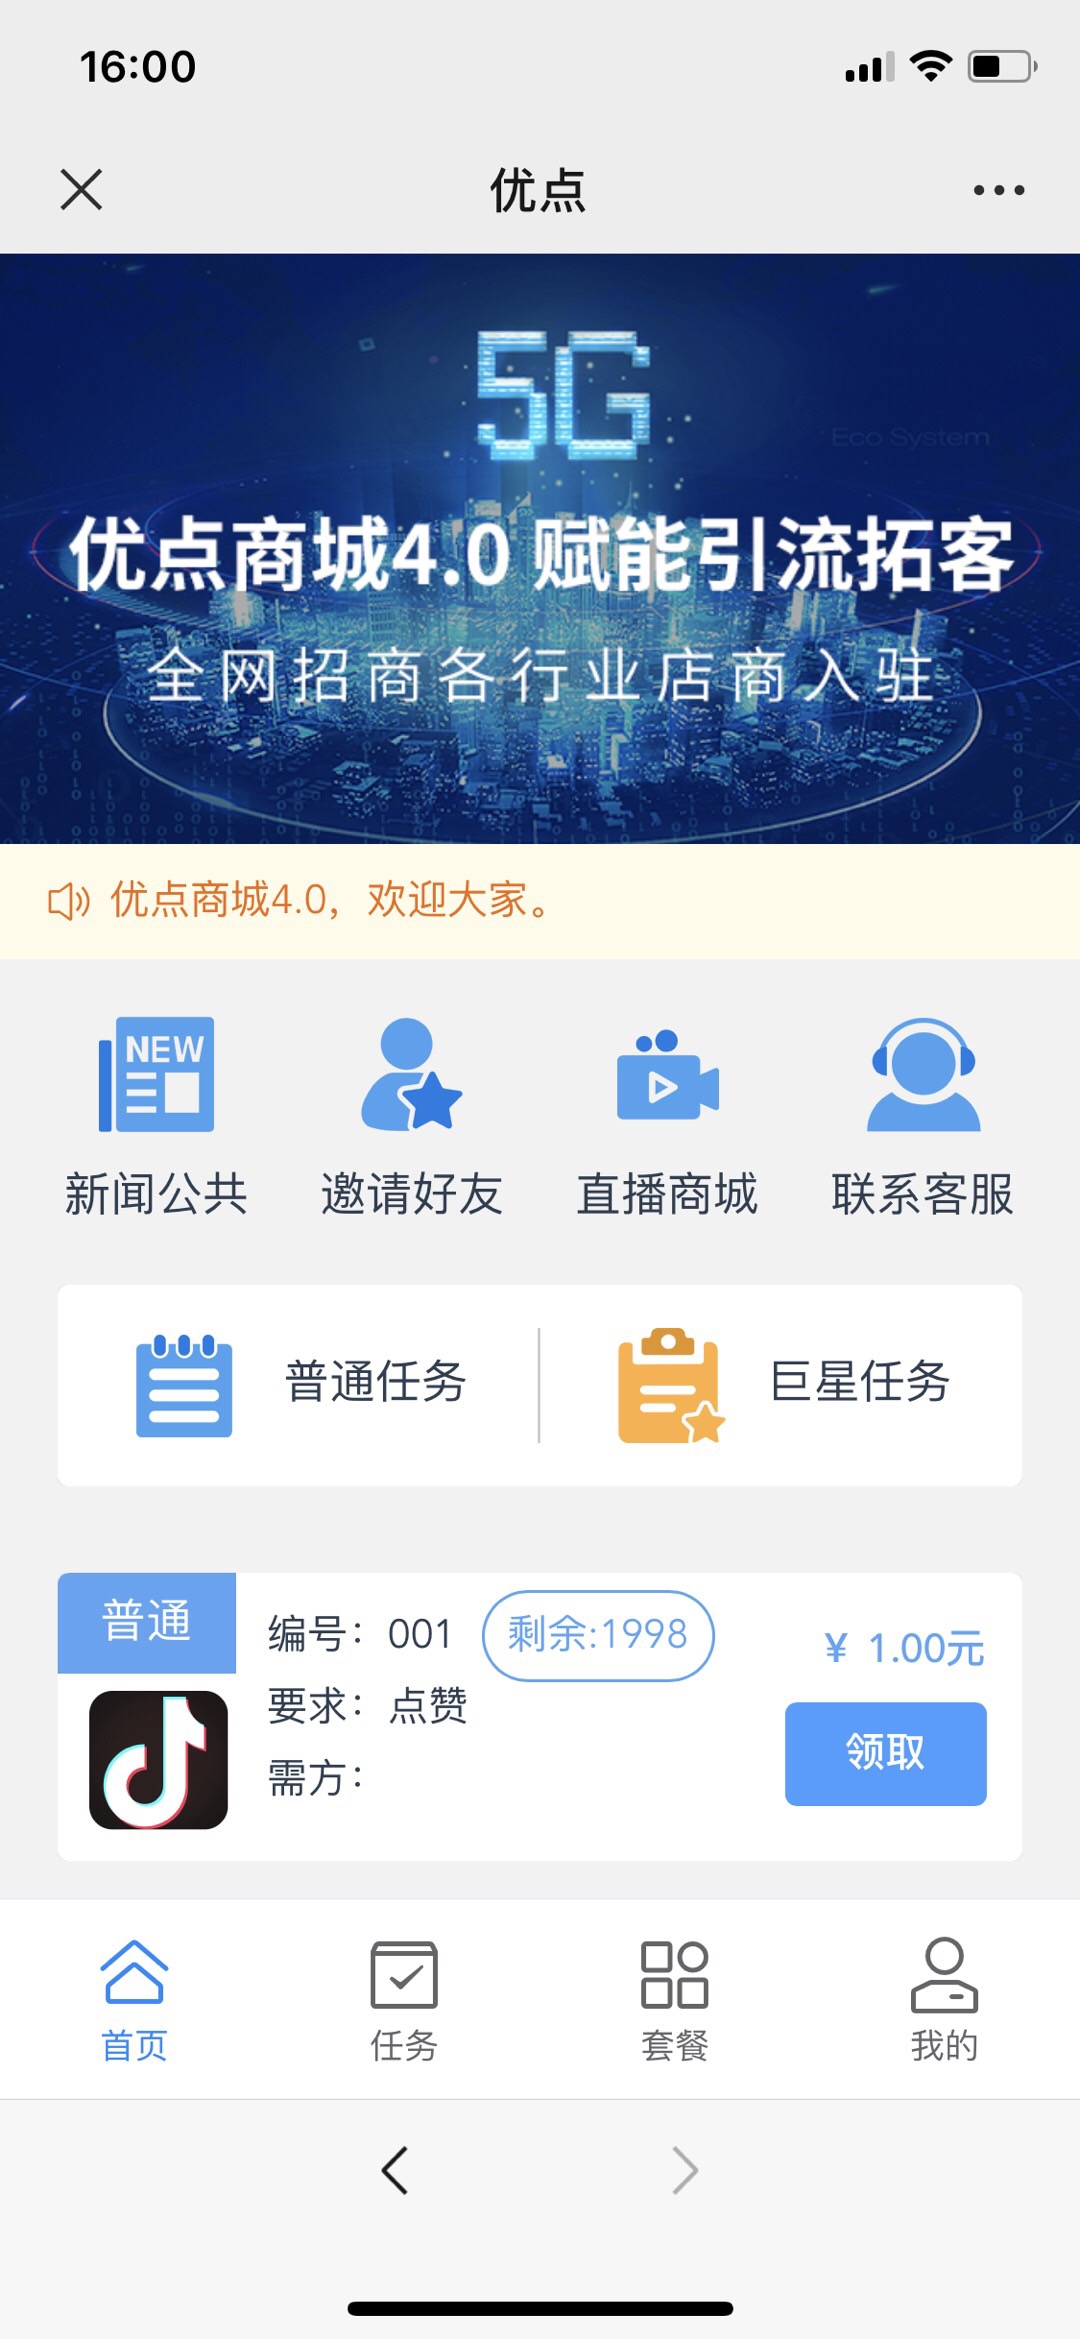 16:00
优点
5G
Eco System
优点商城4.0 赋能引流拓客
全网招商各行业店商入驻
优点商城4.0，欢迎大家。
NEW
新闻公共 邀请好友 直播商城 联系客服
普通任务 巨星任务
普通
编号：001 剩余:1998
¥ 1.00元
要求：点赞
领取
需方：
首页 任务 套餐 我的